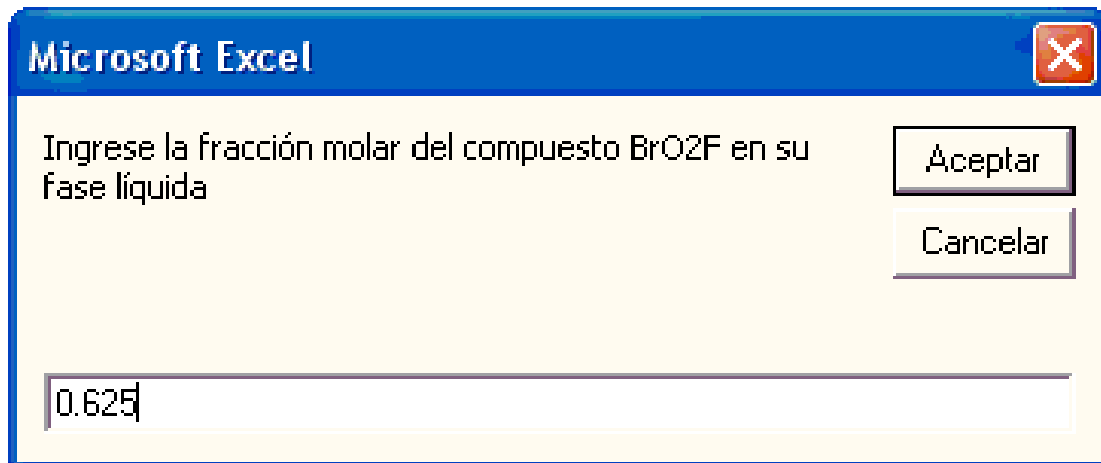 Microsoft Excel
Ingrese la fracción molar del compuesto BrO2F en su
fase líquida
Aceptar
Cancelar
0.625